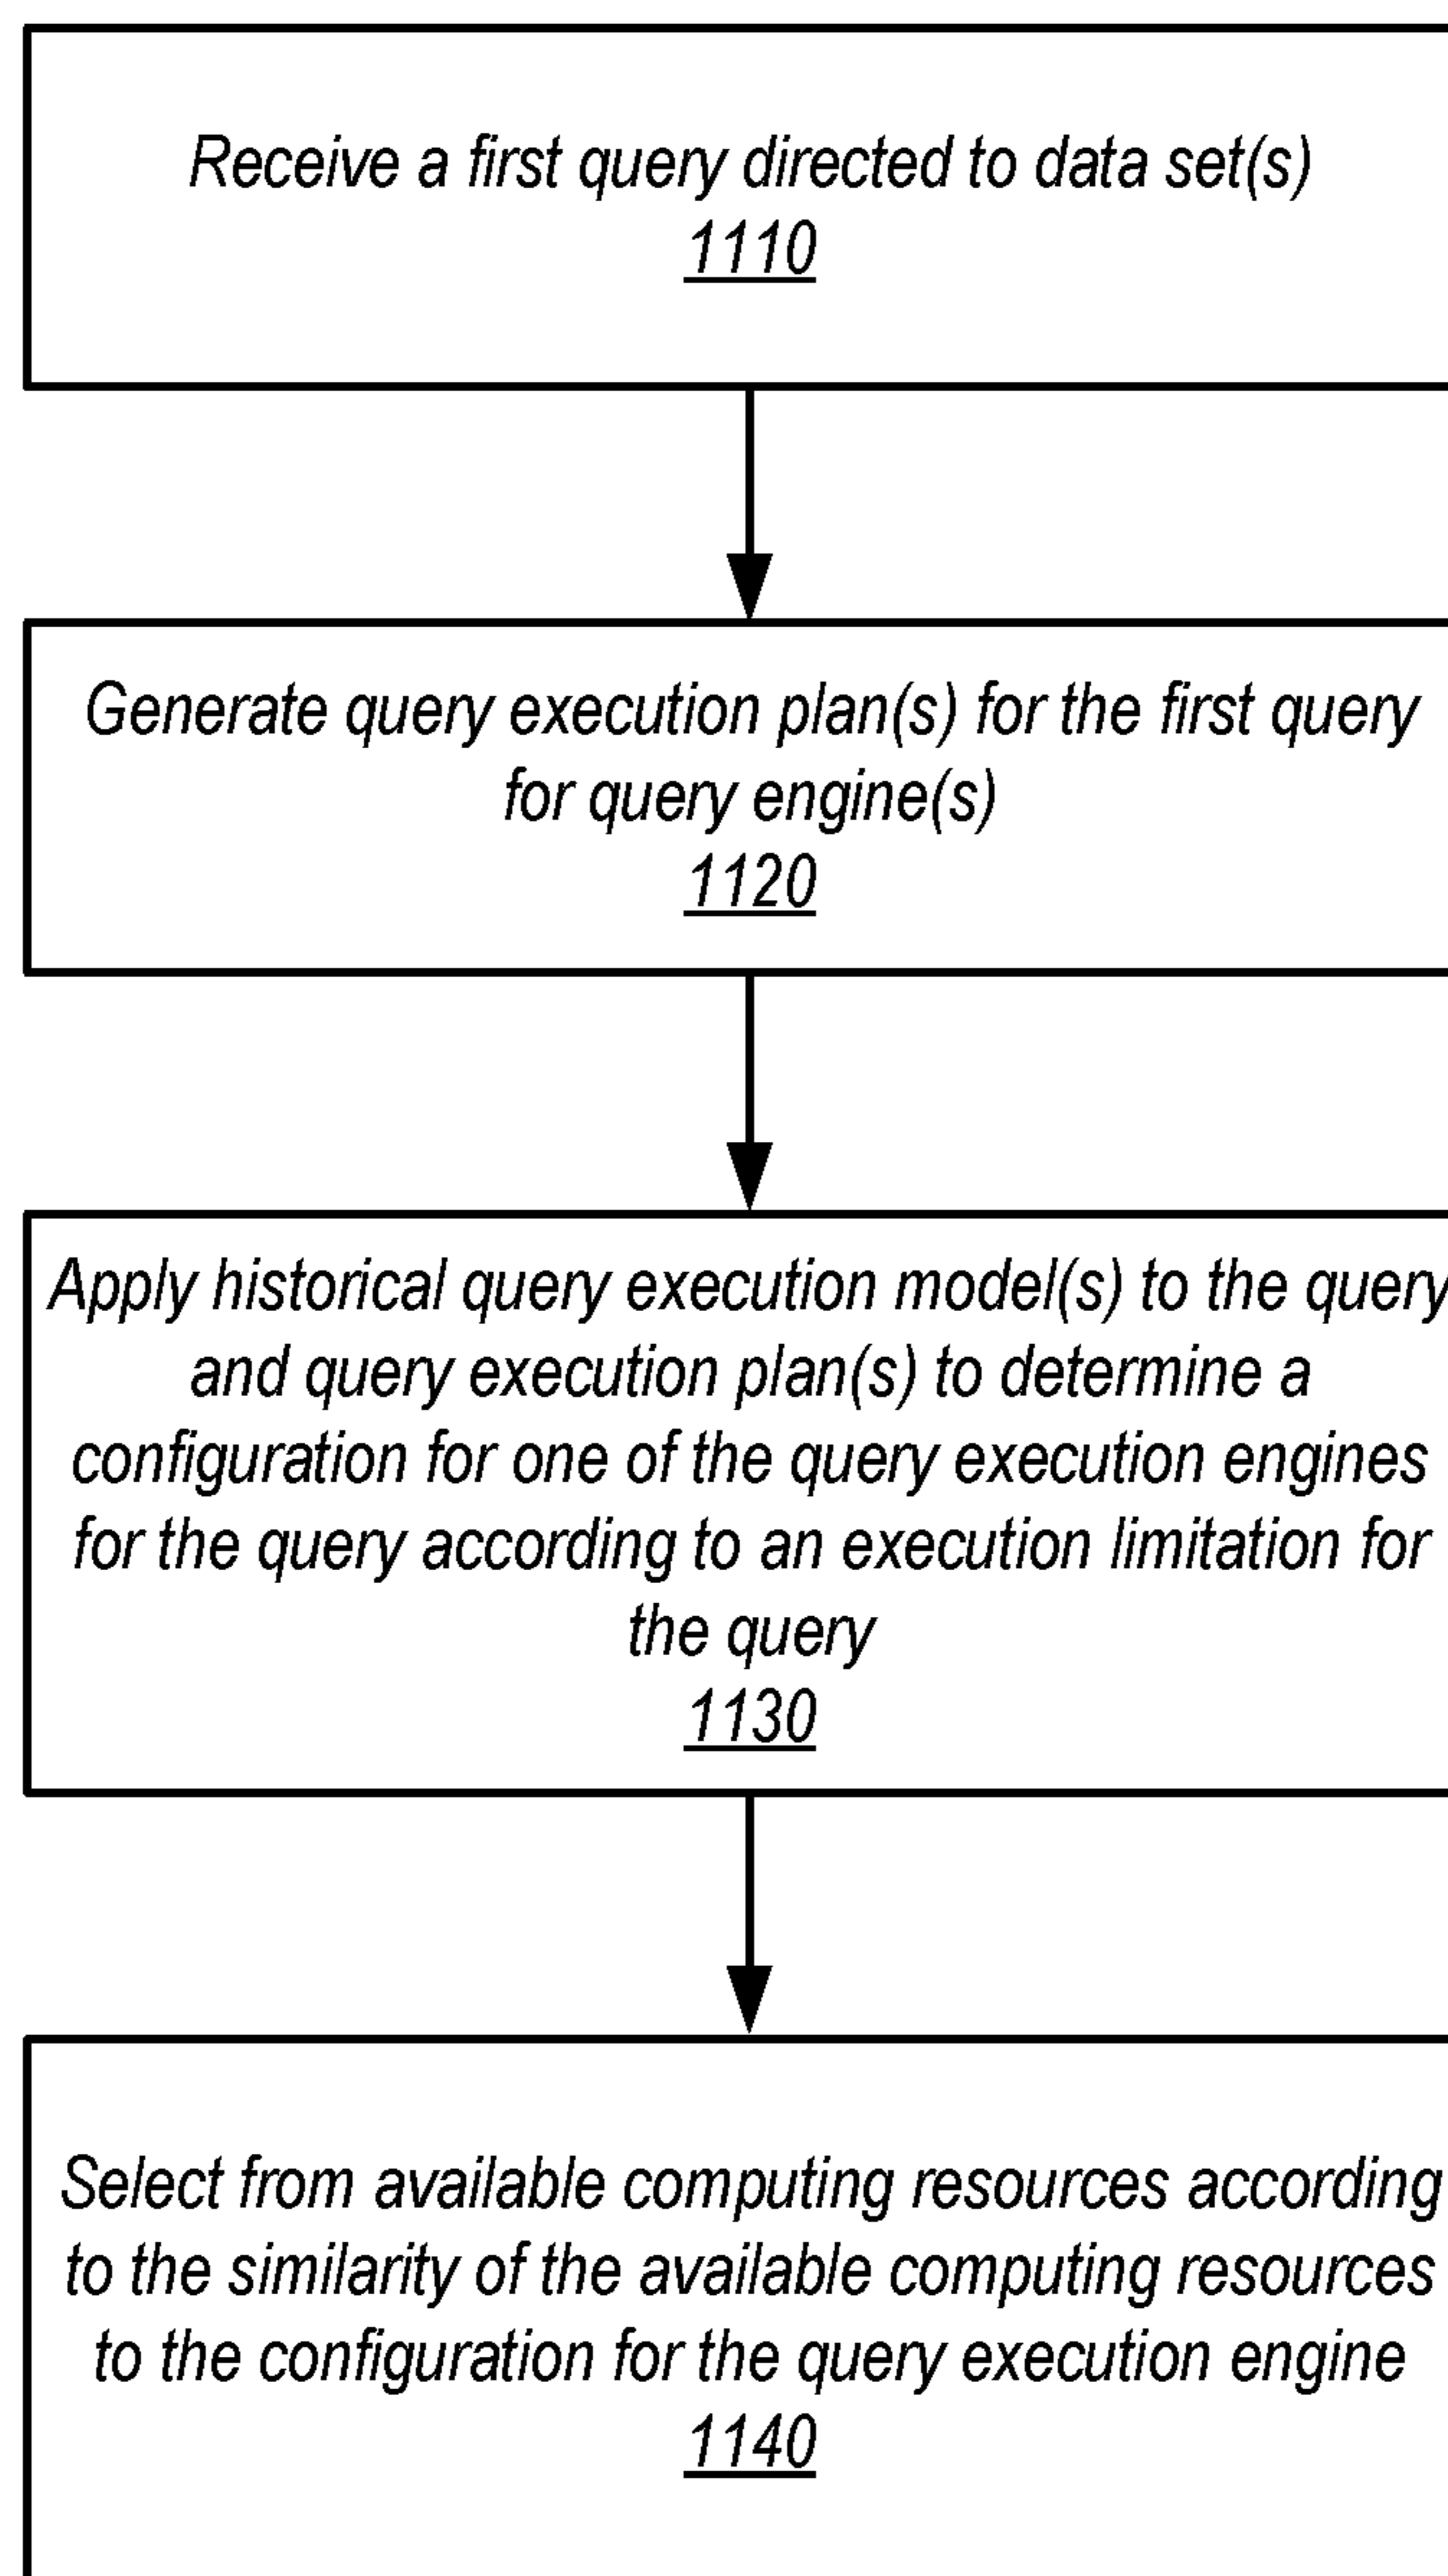 Receive a first query directed to data set(s)
1110
Generate query execution plan(s) for the first query
for query engine(s)
1120
Apply historical query execution model(s) to the query
and query execution plan(s) to determine a
configuration for one of the query execution engines
for the query according to an execution limitation for
the query
1130
Select from available computing resources according
to the similarity of the available computing resources
to the configuration for the query execution engine
1140